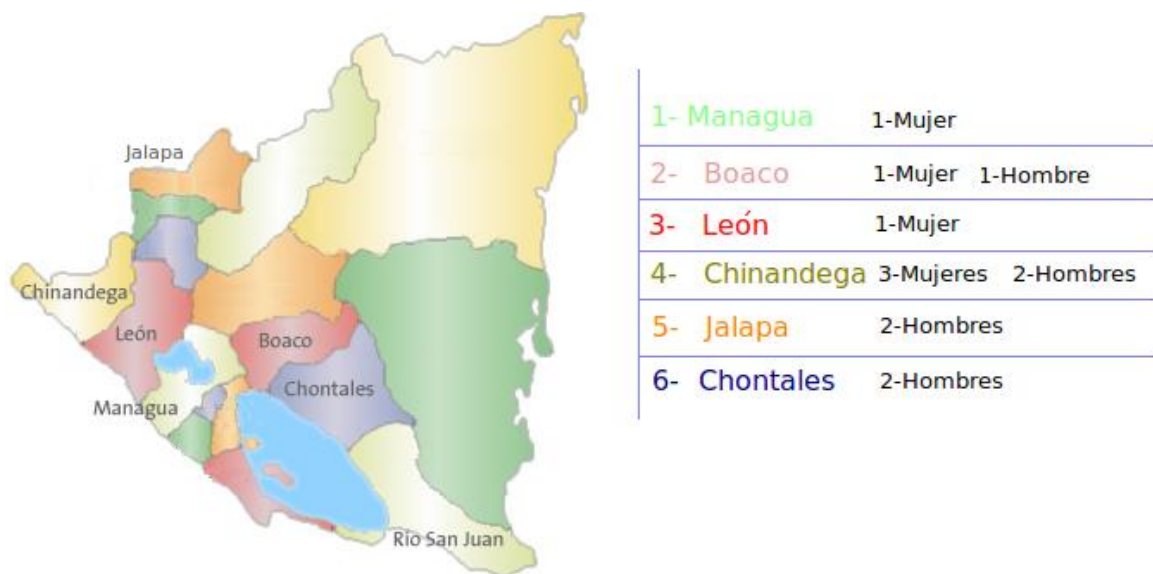 Jalapa
Chinandega
León
Boaco
Chontales
Managua
Río San Juan
1- Managua 1-Mujer
2- Boaco 1-Mujer 1-Hombre
3- León 1-Mujer
4- Chinandega 3-Mujeres 2-Hombres
5- Jalapa 2-Hombres
6- Chontales 2-Hombres